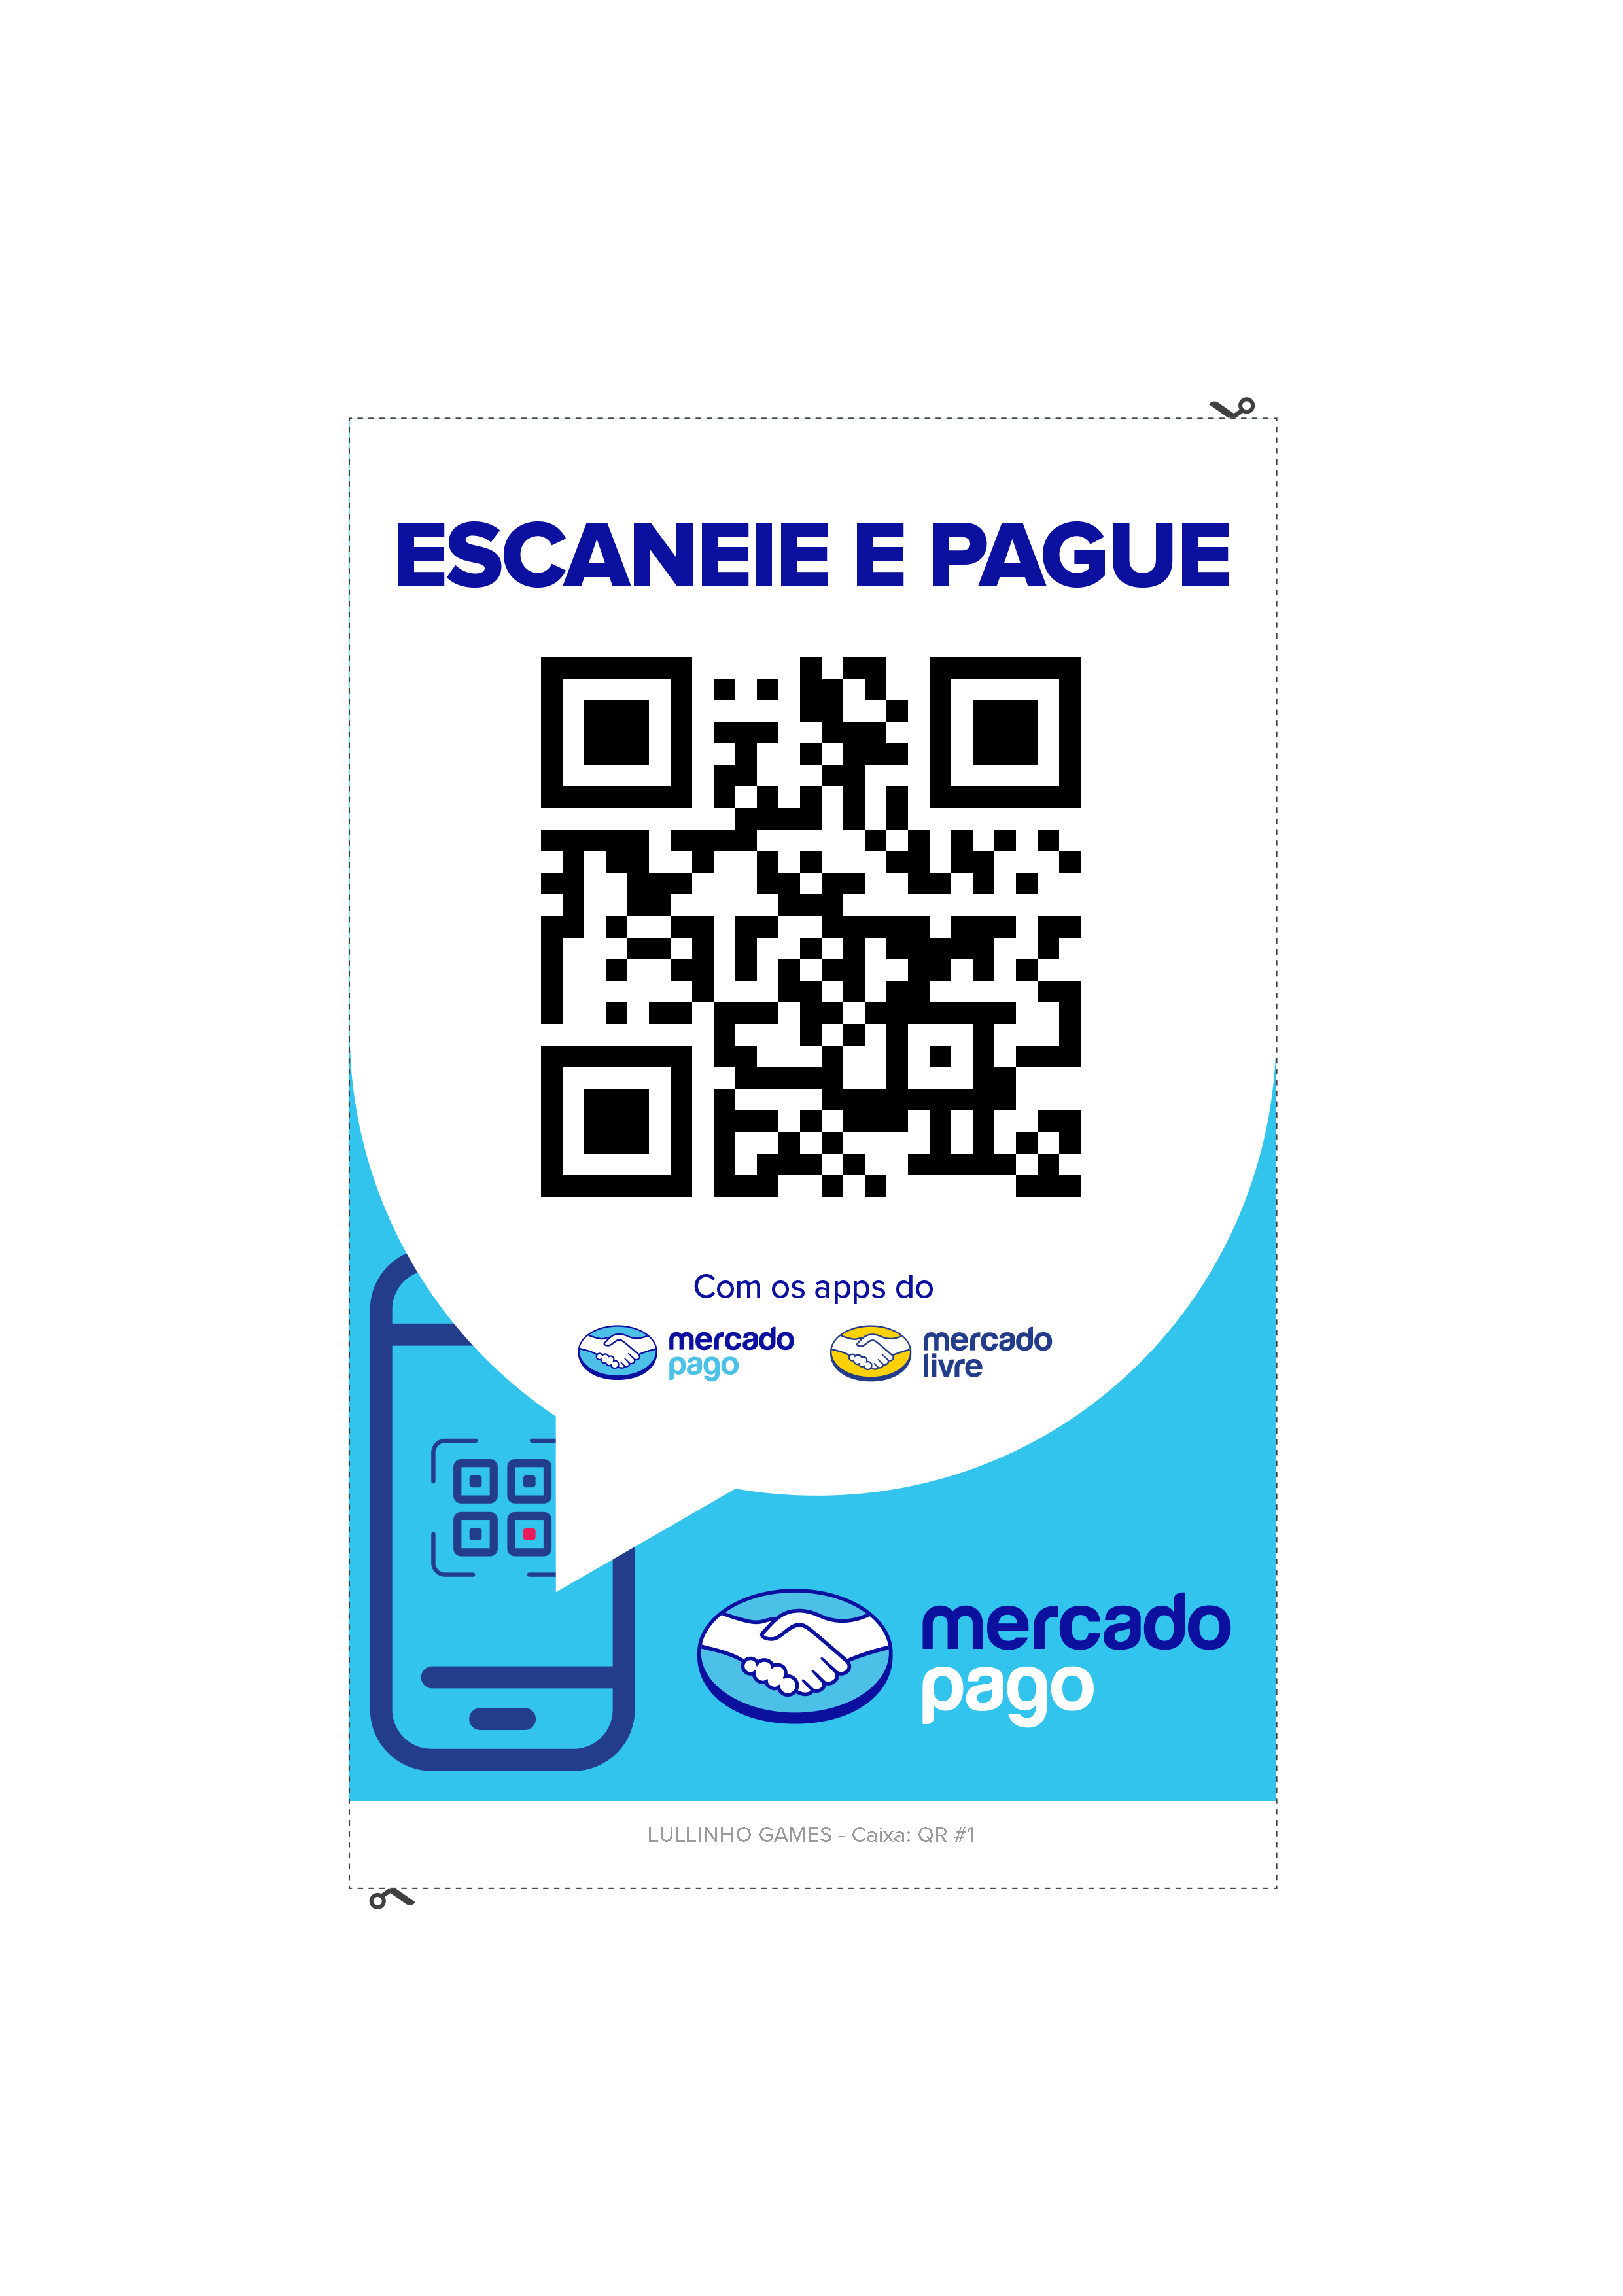 ESCANEIE E PAGUE
Com os apps do
mercado
pago
mercado
livre
mercado
pago
LULLINHO GAMES - Caixa: QR #1